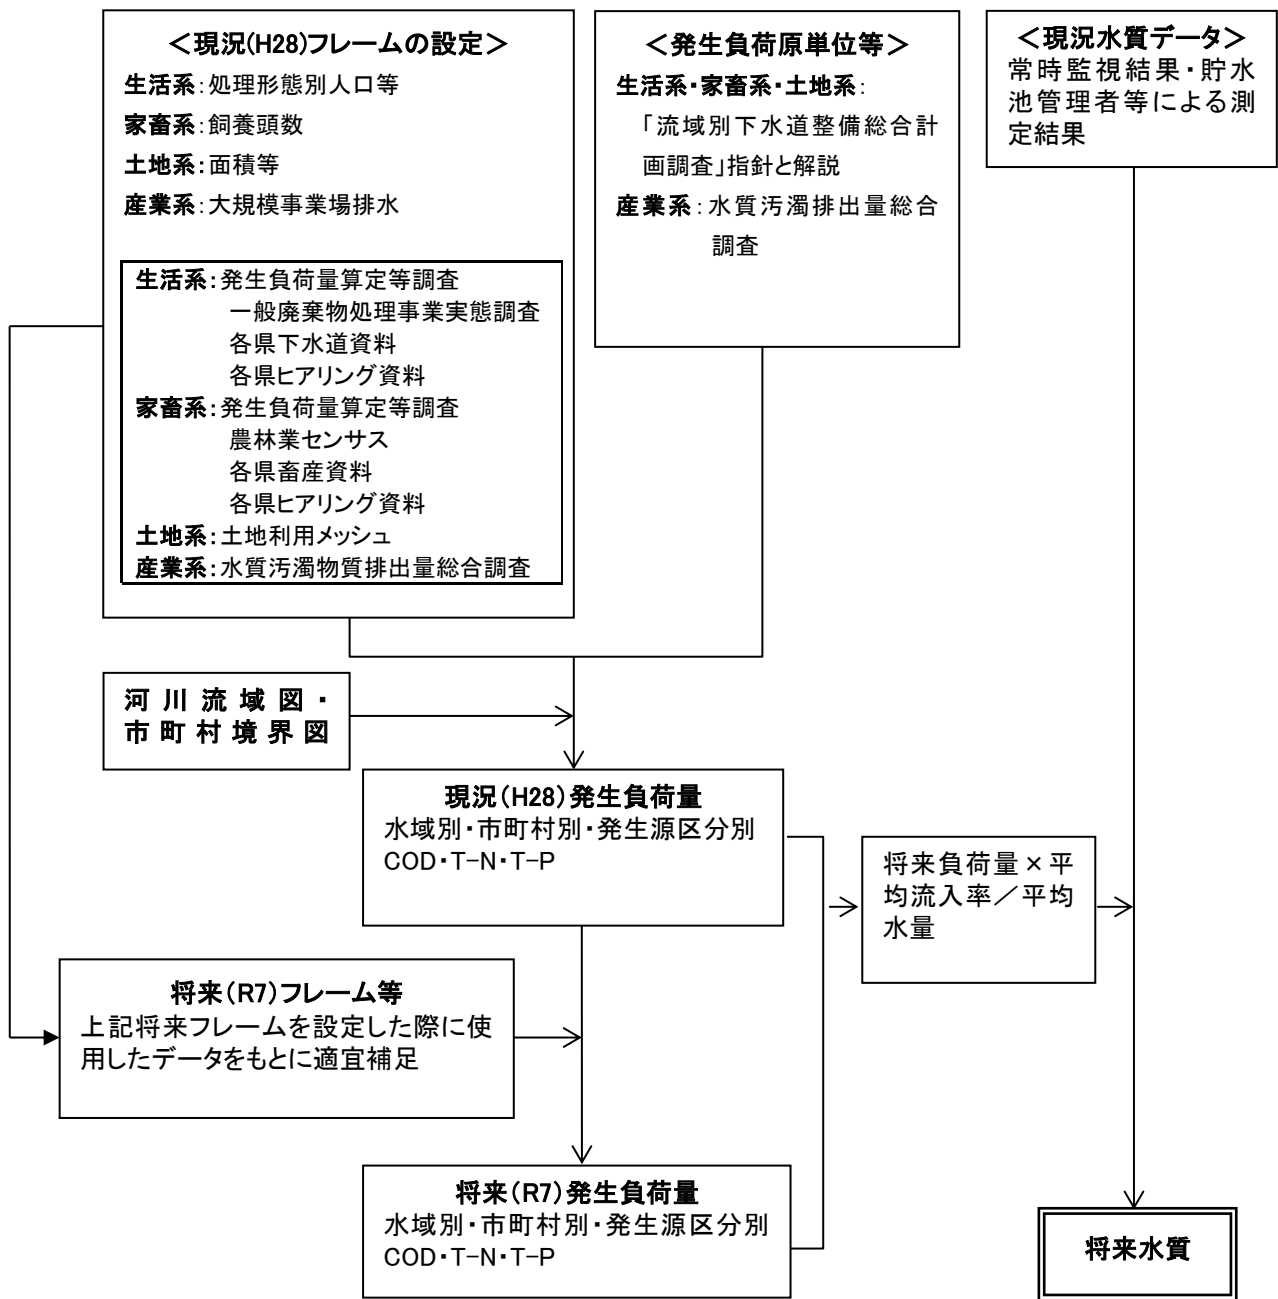 ＜現況(H28)フレームの設定＞
生活系：処理形態別人口等
家畜系：飼養頭数
土地系：面積等
産業系：大規模事業場排水
生活系：発生負荷量算定等調査
一般廃棄物処理事業実態調査
各県下水道資料
各県ヒアリング資料
家畜系：発生負荷量算定等調査
農林業センサス
各県畜産資料
各県ヒアリング資料
土地系：土地利用メッシュ
産業系：水質汚濁物質排出量総合調査
＜発生負荷原単位等＞
生活系・家畜系・土地系：
「流域別下水道整備総合計
画調査」指針と解説
産業系：水質汚濁排出量総合
調査
＜現況水質データ＞
常時監視結果・貯水
池管理者等による測
定結果
河川流域図・
市町村境界図
現況（H28）発生負荷量
水域別・市町村別・発生源区分別
COD・T-N・T-P
将来負荷量×平
均流入率／平均
水量
将来（R7）フレーム等
上記将来フレームを設定した際に使
用したデータをもとに適宜補足
将来（R7）発生負荷量
水域別・市町村別・発生源区分別
COD・T-N・T-P
将来水質